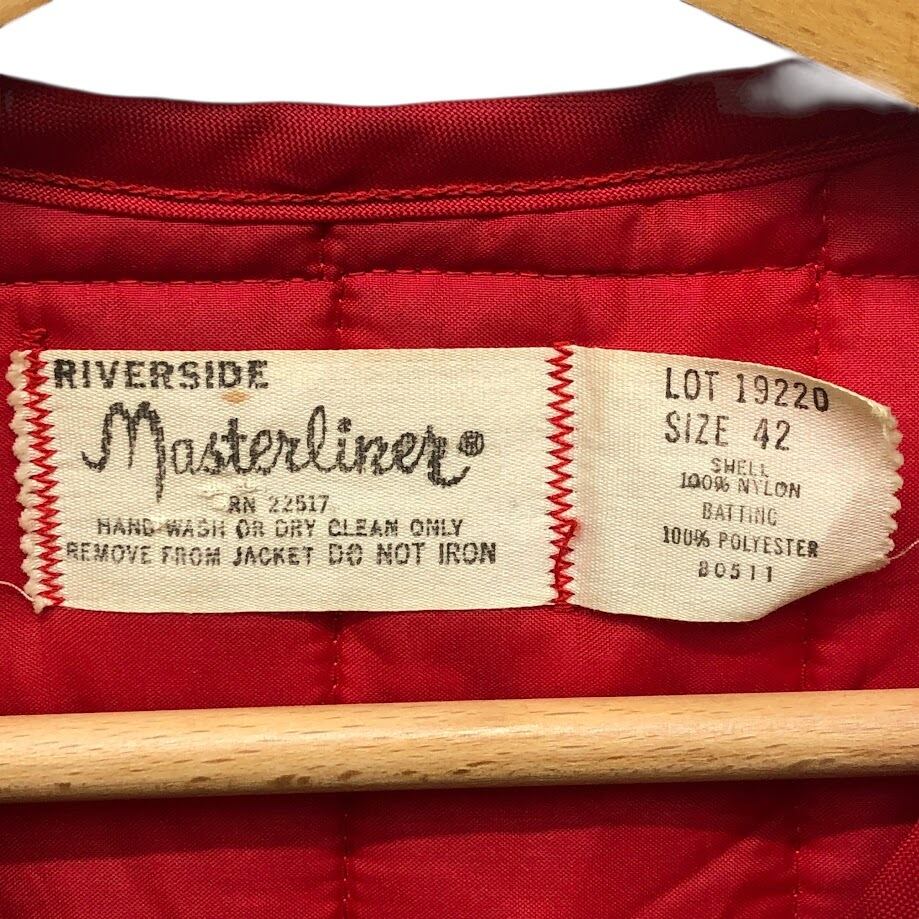 RIVERSIDE
Masterliner®
RN 22517
HAND WASH OR DRY CLEAN ONLY
REMOVE FROM JACKET DO NOT IRON
LOT 19220
SIZE 42
SHELL
100% NYLON
BATTING
100% POLYESTER
80511